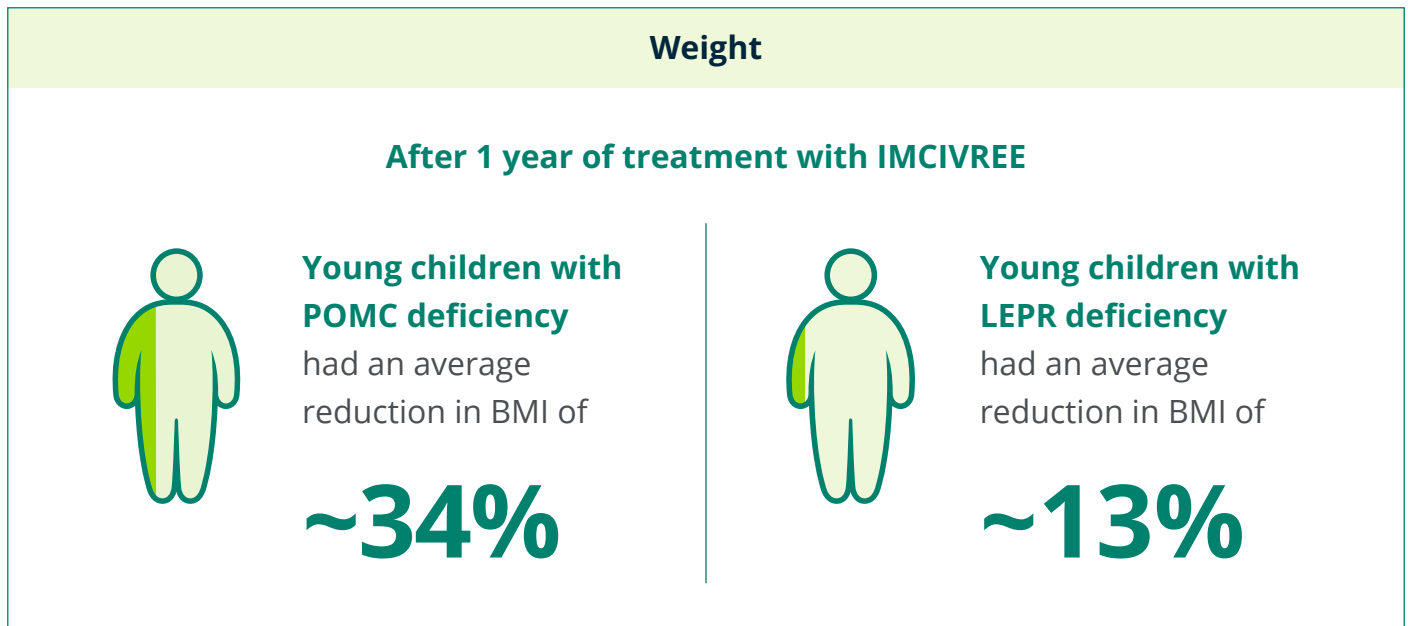 Weight
After 1 year of treatment with IMCIVREE
Young children with
POMC deficiency
had an average
reduction in BMI of
~34%
Young children with
LEPR deficiency
had an average
reduction in BMI of
~13%